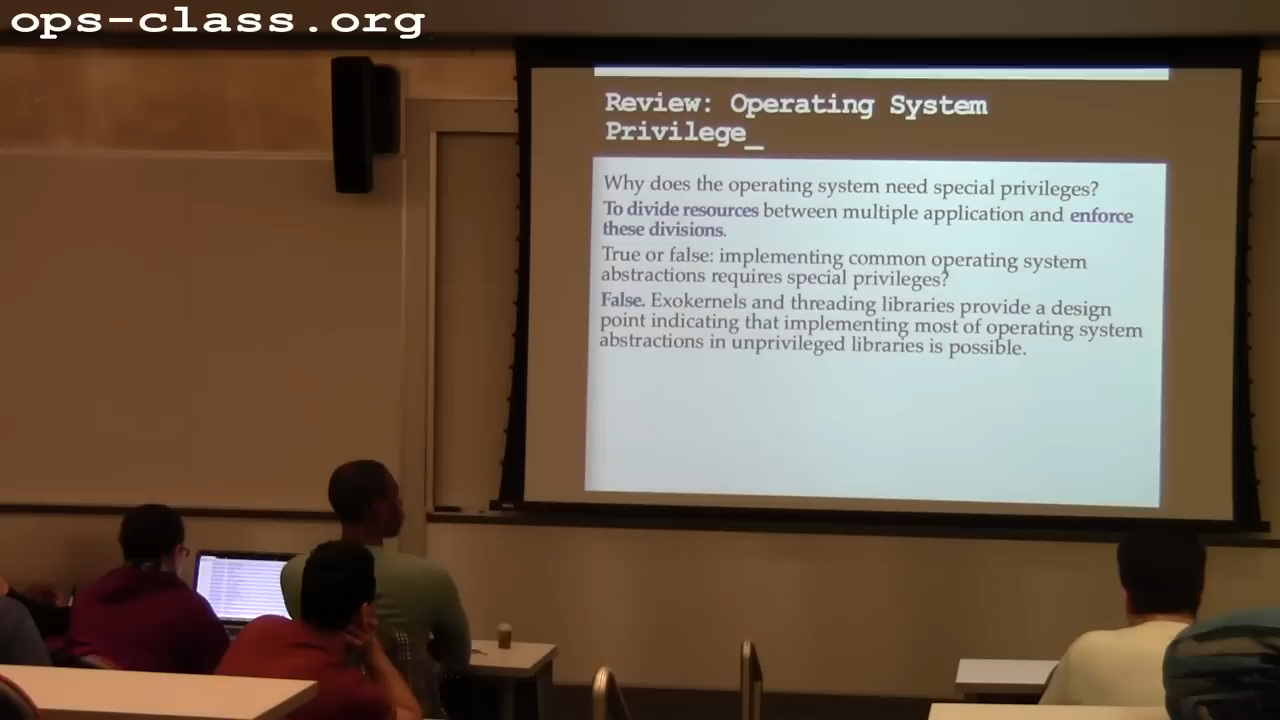 ops-class.org
Review: Operating System
Privilege_
Why does the operating system need special privileges?
To divide resources between multiple application and enforce
these divisions.
True or false: implementing common operating system
abstractions requires special privileges?
False. Exokernels and threading libraries provide a design
point indicating that implementing most of operating system
abstractions in unprivileged libraries is possible.